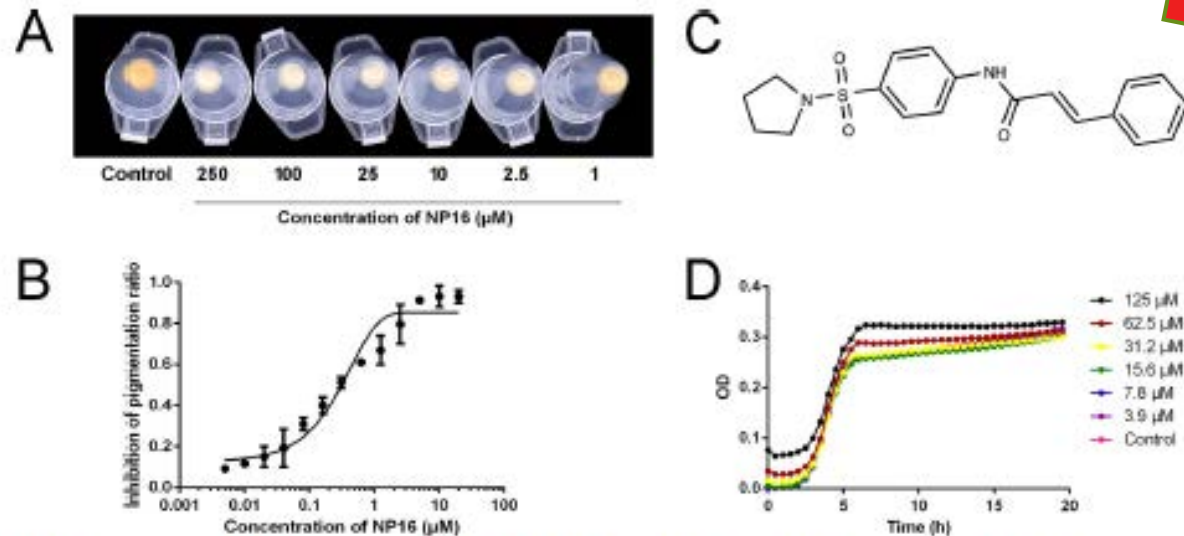 A
Control 250 100 25 10 2.5 1
Concentration of NP16 (µM)
B
Inhibition of pigmentation ratio
1.0
0.8
0.6
0.4
0.2
0.0
0.001 0.01 0.1 1 10 100
Concentration of NP16 (µM)
C
O
N
S
O
NH
O
D
OD
0.4
0.3
0.2
0.1
0.0
0 5 10 15 20
Time (h)
125 µM
62.5 µM
31.2 µM
15.6 µM
7.8 µM
3.9 µM
Control